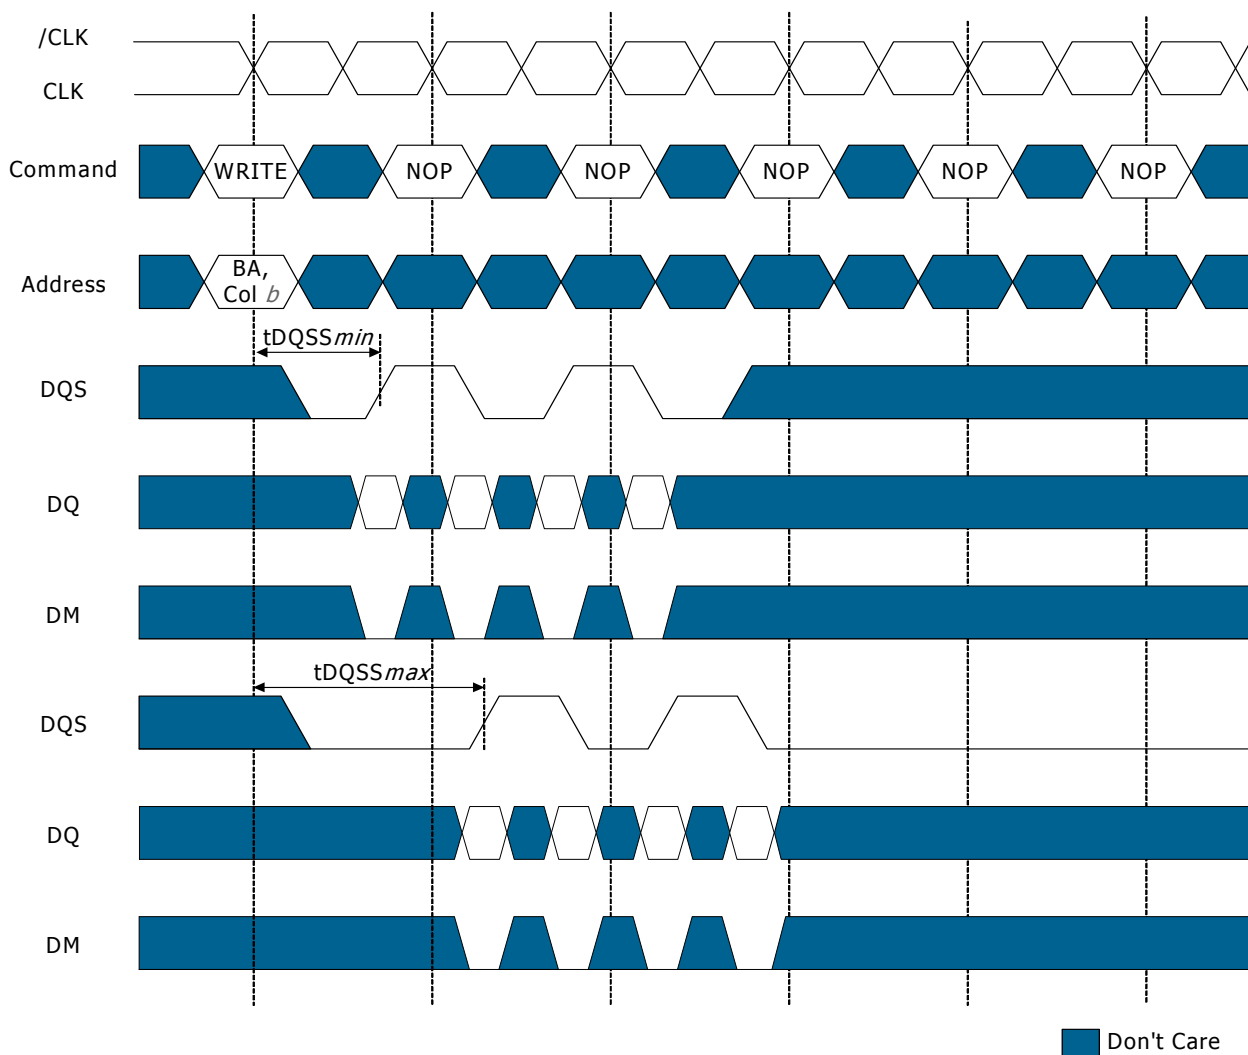 /CLK
CLK
Command
WRITE
NOP
NOP
NOP
NOP
NOP
Address
BA,
Col b
tDQSSmin
DQS
DQ
DM
tDQSSmax
DQS
DQ
DM
Don't Care